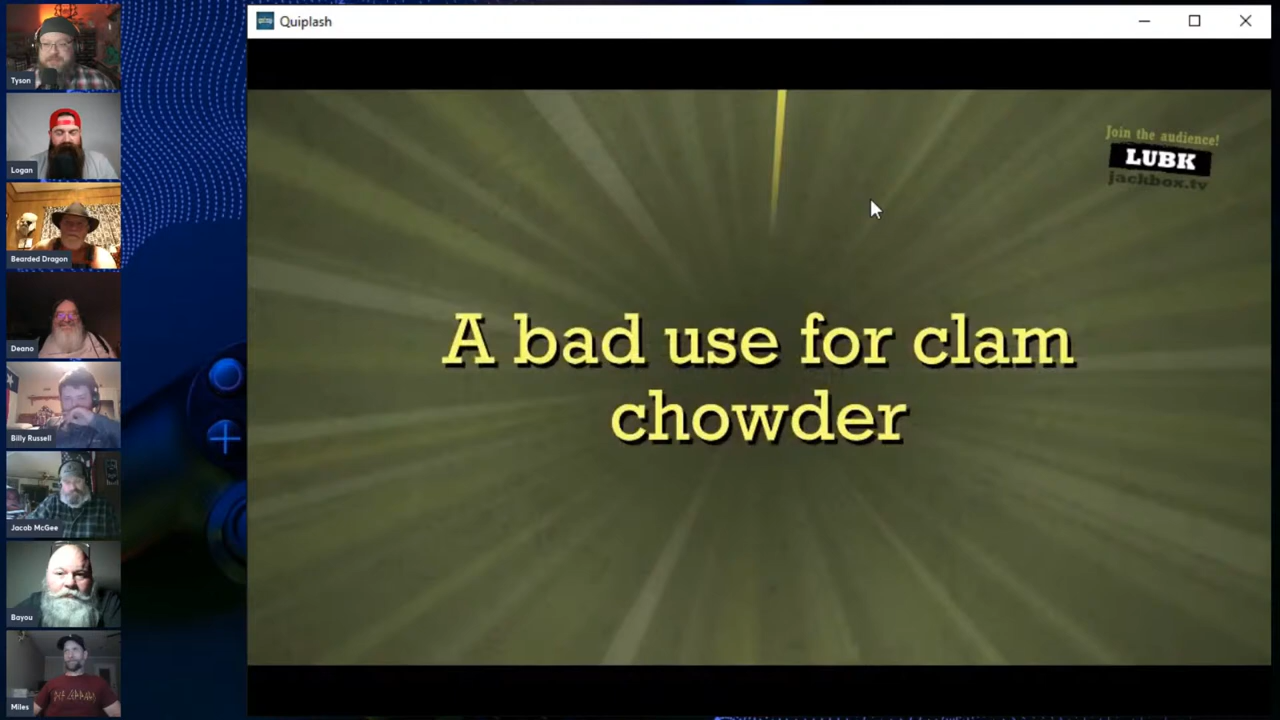 Quiplash
Tyson
Logan
Bearded Dragon
Deano
Billy Russell
Jacob McGee
Bayou
Miles
Join the audience!
LUBK
jackbox.tv
A bad use for clam
chowder